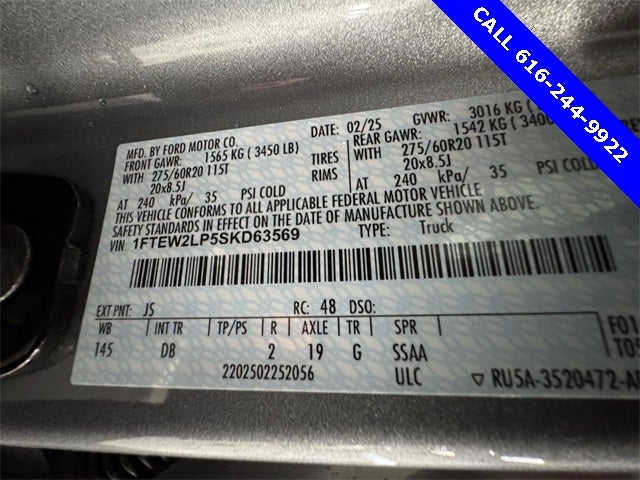 CALL 616-244-9922
MFD. BY FORD MOTOR CO.
DATE: 02/25
GVWR: 3016 KG (
FRONT GAWR: 1565 KG ( 3450 LB)
REAR GAWR: 1542 KG ( 3400
WITH 275/60R20 115T TIRES
WITH 275/60R20 115T
20x8.5J RIMS
20x8.5J
AT 240 kPa/ 35 PSI COLD
AT 240 kPa/ 35 PSI COLD
THIS VEHICLE CONFORMS TO ALL APPLICABLE FEDERAL MOTOR VEHICLE
SAFETY STANDARDS IN EFFECT ON THE DATE OF MANUFACTURE SHOWN ABOVE.
VIN: 1FTEW2LP5SKD63569
TYPE: Truck
EXT PNT: JS RC: 48 DSO:
WB INT TR TP/PS R AXLE TR SPR
145 DB 2 19 G SSAA
2202502252056 ULC
RU5A-3520472-A